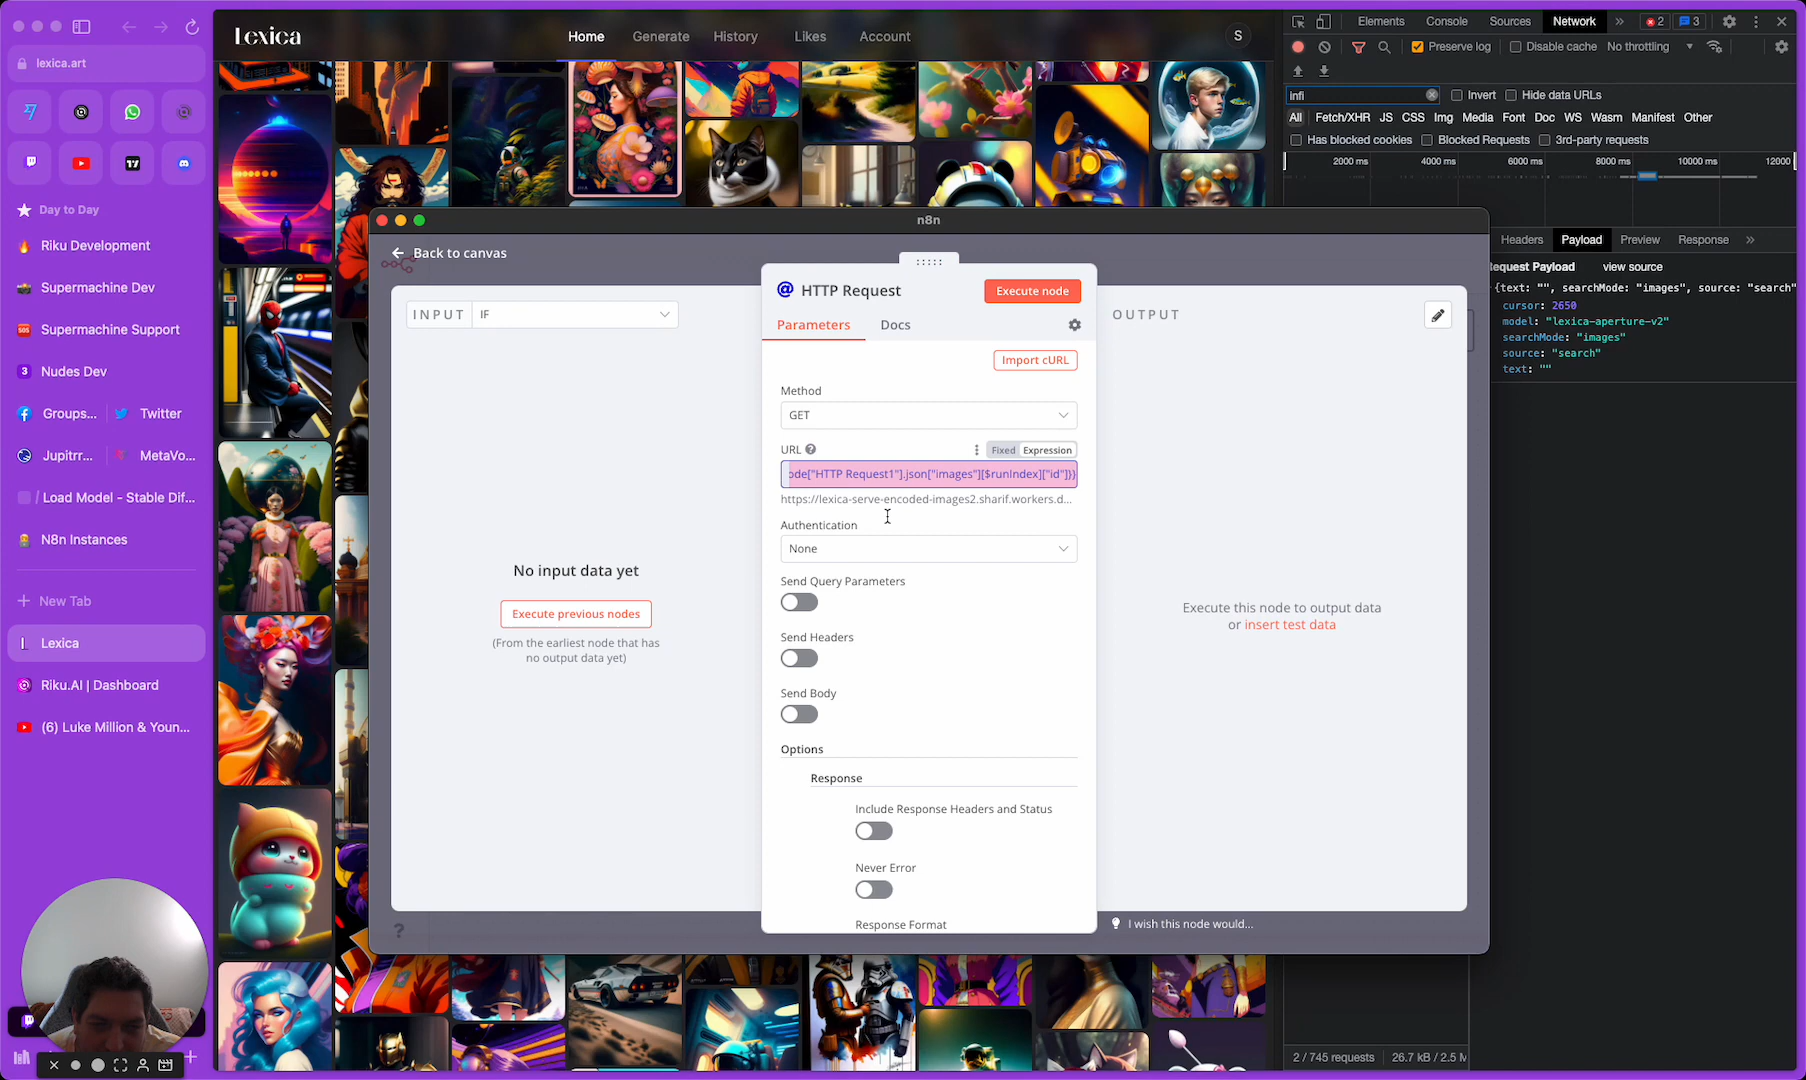 lexica.art
Day to Day
Riku Development
Supermachine Dev
SOS Supermachine Support
3 Nudes Dev
Groups... Twitter
Jupitrr... MetaVo...
/ Load Model - Stable Dif...
N8n Instances
+ New Tab
L Lexica
Riku.AI | Dashboard
(6) Luke Million & Youn...
Lexica
Home Generate History Likes Account
S
Elements Console Sources Network » 2 3
Preserve log Disable cache No throttling
infi Invert Hide data URLs
All Fetch/XHR JS CSS Img Media Font Doc WS Wasm Manifest Other
Has blocked cookies Blocked Requests 3rd-party requests
2000 ms 4000 ms 6000 ms 8000 ms 10000 ms 12000
Headers Payload Preview Response »
equest Payload view source
{text: "", searchMode: "images", source: "search"
cursor: 2650
model: "lexica-aperture-v2"
searchMode: "images"
source: "search"
text: ""
2 / 745 requests 26.7 kB / 2.5 M
n8n
Back to canvas
INPUT IF
No input data yet
Execute previous nodes
(From the earliest node that has
no output data yet)
HTTP Request Execute node
Parameters Docs
Import cURL
Method
GET
URL Fixed Expression
ode["HTTP Request1"].json["images"][$runIndex]["id"]}}
https://lexica-serve-encoded-images2.sharif.workers.d...
Authentication
None
Send Query Parameters
Send Headers
Send Body
Options
Response
Include Response Headers and Status
Never Error
Response Format
OUTPUT
Execute this node to output data
or insert test data
I wish this node would...